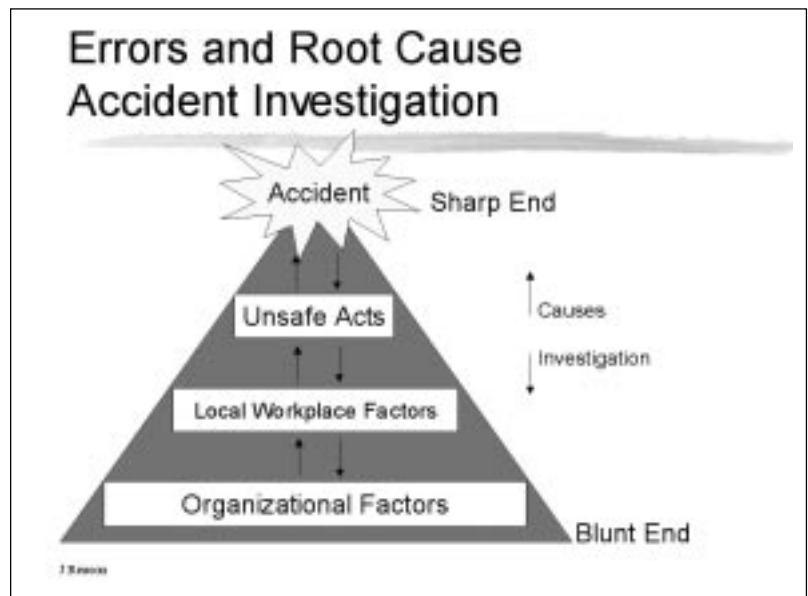 Errors and Root Cause
Accident Investigation
Accident
Sharp End
Unsafe Acts
Causes
Investigation
Local Workplace Factors
Organizational Factors
Blunt End
J Reason